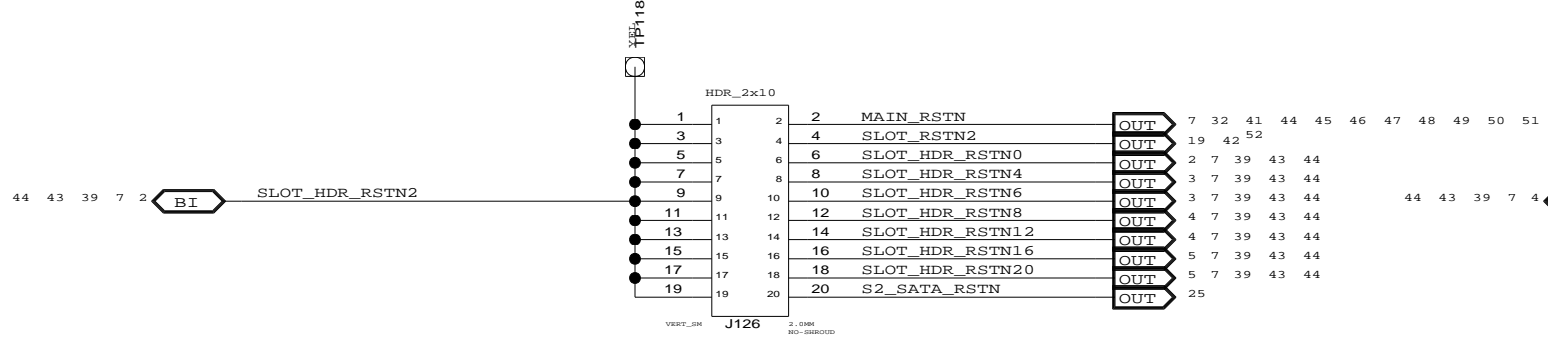 YEL
TP118
HDR_2x10
1 1 2 2 MAIN_RSTN OUT 7 32 41 44 45 46 47 48 49 50 51
52
3 3 4 4 SLOT_RSTN2 OUT 19 42
5 5 6 6 SLOT_HDR_RSTN0 OUT 2 7 39 43 44
7 7 8 8 SLOT_HDR_RSTN4 OUT 3 7 39 43 44
44 43 39 7 2 BI SLOT_HDR_RSTN2 9 9 10 10 SLOT_HDR_RSTN6 OUT 3 7 39 43 44 44 43 39 7 4
11 11 12 12 SLOT_HDR_RSTN8 OUT 4 7 39 43 44
13 13 14 14 SLOT_HDR_RSTN12 OUT 4 7 39 43 44
15 15 16 16 SLOT_HDR_RSTN16 OUT 5 7 39 43 44
17 17 18 18 SLOT_HDR_RSTN20 OUT 5 7 39 43 44
19 19 20 20 S2_SATA_RSTN OUT 25
VERT_SM J126 2.0MM
NO-SHROUD